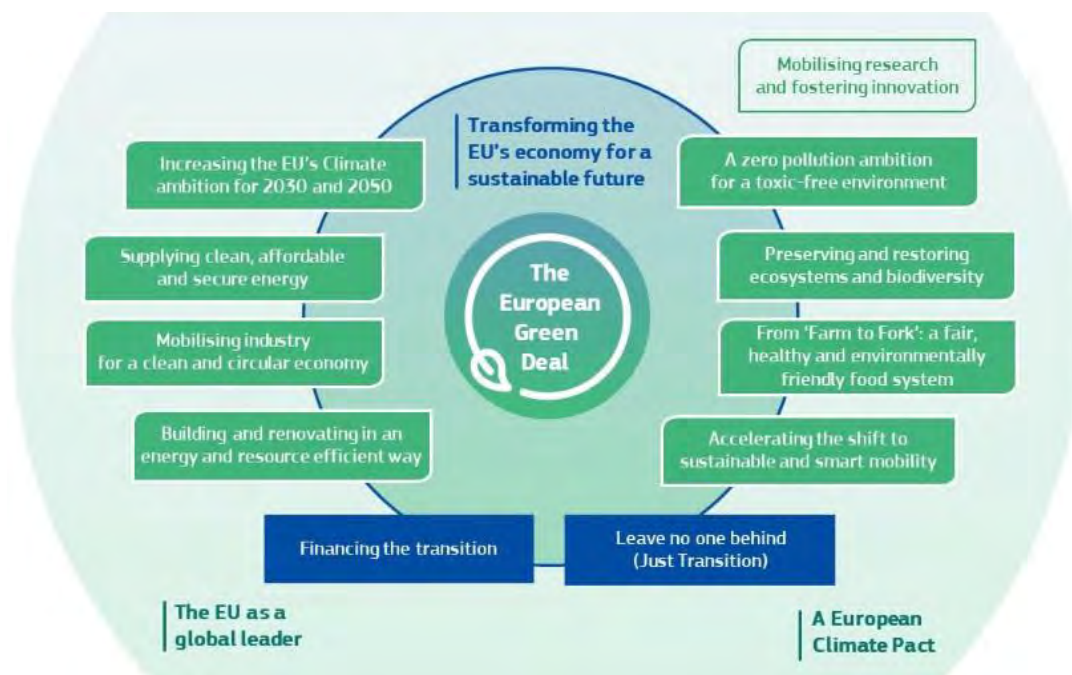 Mobilising research
and fostering innovation
Transforming the
EU's economy for a
sustainable future
Increasing the EU's Climate
ambition for 2030 and 2050
A zero pollution ambition
for a toxic-free environment
Supplying clean, affordable
and secure energy
Preserving and restoring
ecosystems and biodiversity
The
European
Green
Deal
Mobilising industry
for a clean and circular economy
From 'Farm to Fork': a fair,
healthy and environmentally
friendly food system
Building and renovating in an
energy and resource efficient way
Accelerating the shift to
sustainable and smart mobility
Financing the transition
Leave no one behind
(Just Transition)
The EU as a
global leader
A European
Climate Pact